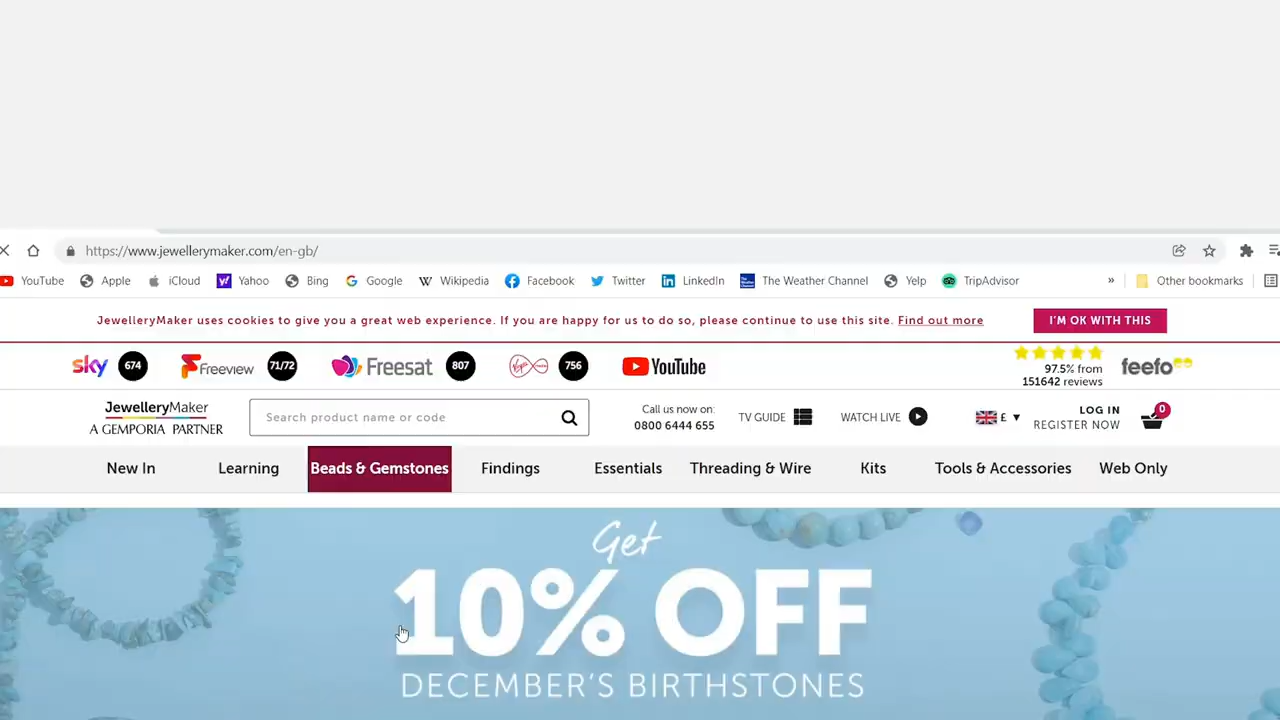 https://www.jewellerymaker.com/en-gb/
YouTube Apple iCloud Yahoo Bing Google Wikipedia Facebook Twitter LinkedIn The Weather Channel Yelp TripAdvisor » Other bookmarks
JewelleryMaker uses cookies to give you a great web experience. If you are happy for us to do so, please continue to use this site. Find out more I'M OK WITH THIS
sky 674 Freeview 71/72 Freesat 807 Virgin media 756 YouTube
97.5% from
151642 reviews
feefo
JewelleryMaker
A GEMPORIA PARTNER
Search product name or code
Call us now on:
0800 6444 655
TV GUIDE WATCH LIVE £ ▼
LOG IN
REGISTER NOW
0
New In Learning Beads & Gemstones Findings Essentials Threading & Wire Kits Tools & Accessories Web Only
Get
10% OFF
DECEMBER'S BIRTHSTONES